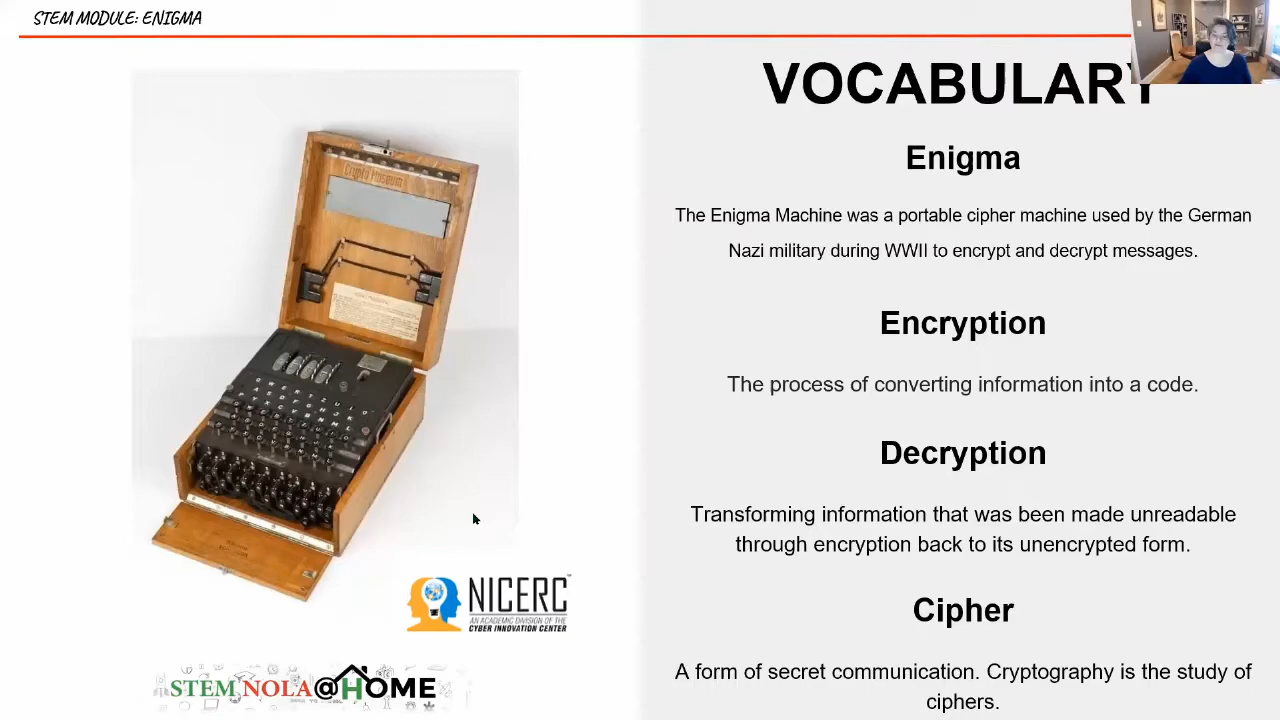 STEM MODULE: ENIGMA
VOCABULARY
Enigma
The Enigma Machine was a portable cipher machine used by the German
Nazi military during WWII to encrypt and decrypt messages.
Encryption
The process of converting information into a code.
Decryption
Transforming information that was been made unreadable
through encryption back to its unencrypted form.
Cipher
A form of secret communication. Cryptography is the study of
ciphers.
Crypto Museum
NICERC
AN ACADEMIC DIVISION OF THE
CYBER INNOVATION CENTER
STEM NOLA@HOME